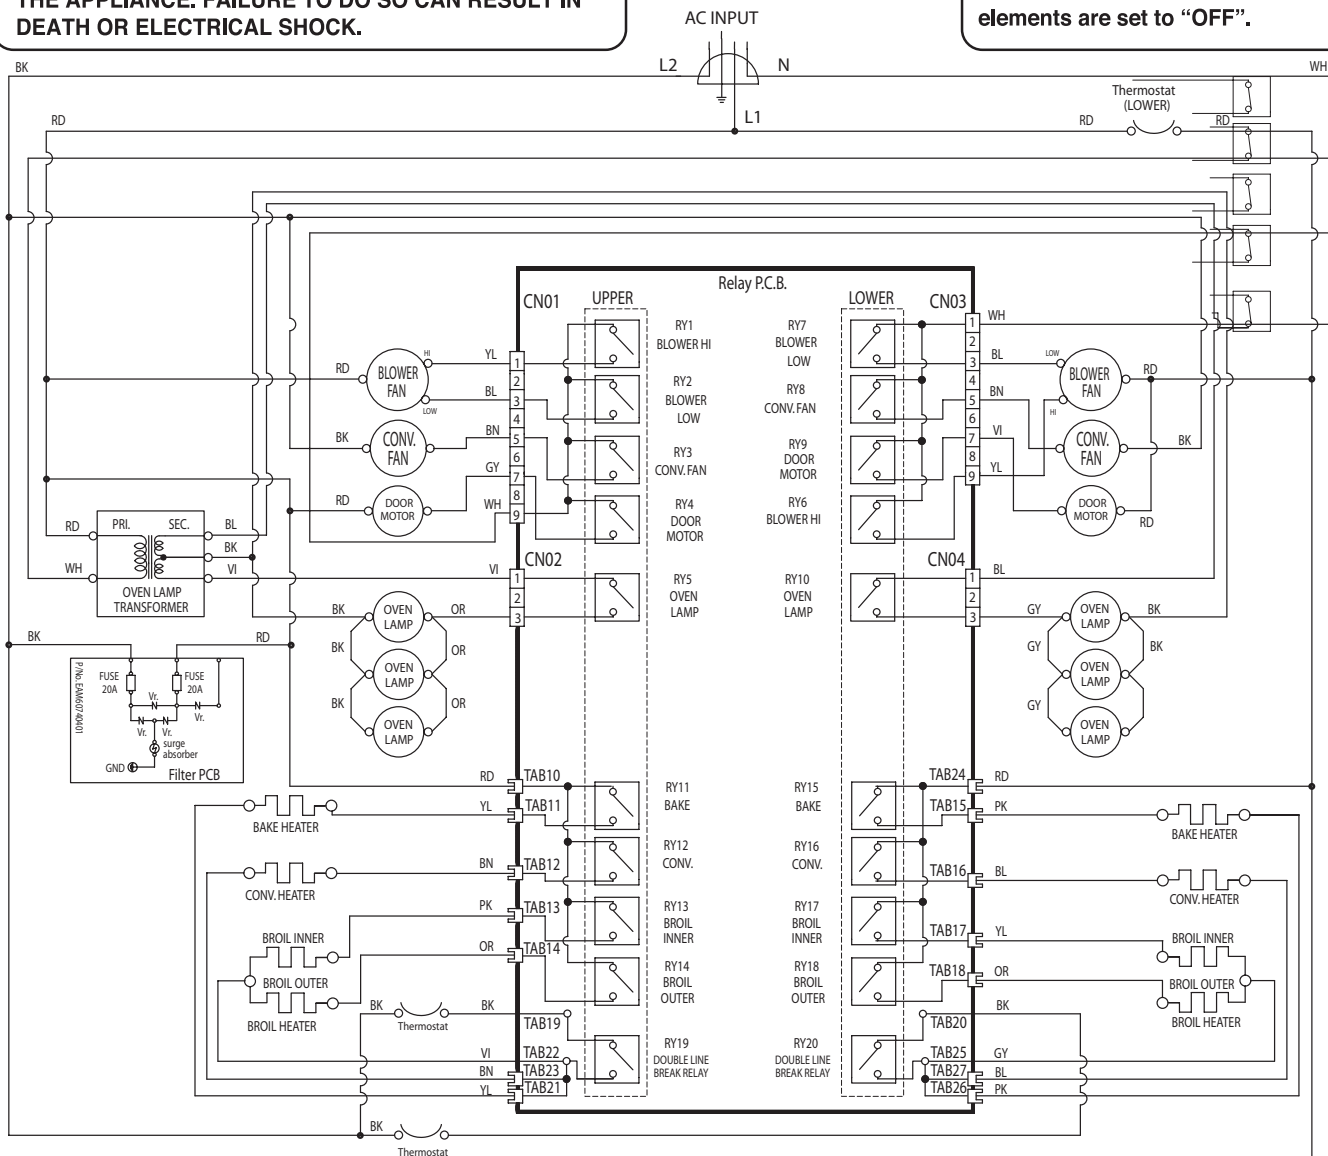 THE APPLIANCE. FAILURE TO DO SO CAN RESULT IN
DEATH OR ELECTRICAL SHOCK.
elements are set to “OFF”.
AC INPUT
L2
N
L1
BK
WH
RD
Thermostat
(LOWER)
RD
RD
Relay P.C.B.
CN01
UPPER
LOWER
CN03
RY1
BLOWER HI
RY2
BLOWER
LOW
RY3
CONV. FAN
RY4
DOOR
MOTOR
RY5
OVEN
LAMP
RY7
BLOWER
LOW
RY8
CONV. FAN
RY9
DOOR
MOTOR
RY6
BLOWER HI
RY10
OVEN
LAMP
1
2
3
4
5
6
7
8
9
1
2
3
4
5
6
7
8
9
RD
BLOWER
FAN
HI
LOW
YL
BL
BK
CONV.
FAN
BN
RD
DOOR
MOTOR
GY
WH
WH
BL
BN
VI
YL
LOW
HI
BLOWER
FAN
RD
CONV.
FAN
BK
DOOR
MOTOR
RD
RD
WH
PRI.
SEC.
BL
BK
VI
OVEN LAMP
TRANSFORMER
CN02
VI
1
2
3
CN04
1
2
3
BL
BK
OVEN
LAMP
OR
BK
OR
OVEN
LAMP
BK
OR
OVEN
LAMP
GY
OVEN
LAMP
BK
GY
BK
OVEN
LAMP
GY
OVEN
LAMP
BK
RD
P/No. EAM60740401
FUSE
20A
FUSE
20A
Vr.
Vr.
Vr.
Vr.
surge
absorber
GND
Filter PCB
RD
TAB10
YL
TAB11
BAKE HEATER
BN
TAB12
CONV. HEATER
PK
TAB13
OR
TAB14
BROIL INNER
BROIL OUTER
BROIL HEATER
BK
Thermostat
BK
TAB19
VI
TAB22
BN
TAB23
YL
TAB21
BK
Thermostat
RY11
BAKE
RY12
CONV.
RY13
BROIL
INNER
RY14
BROIL
OUTER
RY19
DOUBLE LINE
BREAK RELAY
RY15
BAKE
RY16
CONV.
RY17
BROIL
INNER
RY18
BROIL
OUTER
RY20
DOUBLE LINE
BREAK RELAY
TAB24
RD
TAB15
PK
BAKE HEATER
TAB16
BL
CONV. HEATER
TAB17
YL
TAB18
OR
BROIL INNER
BROIL OUTER
BROIL HEATER
TAB20
BK
TAB25
GY
TAB27
BL
TAB26
PK